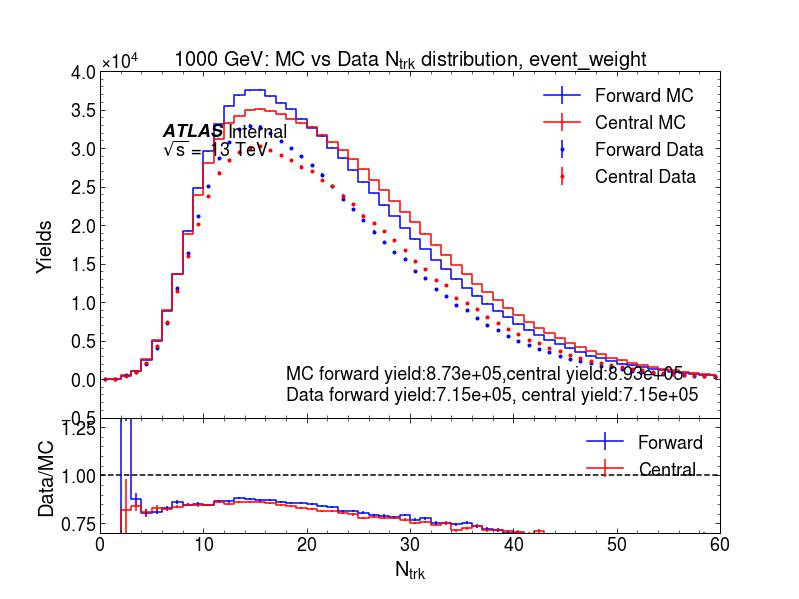 ×10⁴
1000 GeV: MC vs Data Ntrk distribution, event_weight
4.0
3.5
3.0
2.5
2.0
1.5
1.0
0.5
0.0
0.5
Yields
ATLAS Internal
√s = 13 TeV
Forward MC
Central MC
Forward Data
Central Data
MC forward yield:8.73e+05,central yield:8.93e+05
Data forward yield:7.15e+05, central yield:7.15e+05
1.25
1.00
0.75
Data/MC
Forward
Central
0 10 20 30 40 50 60
Ntrk